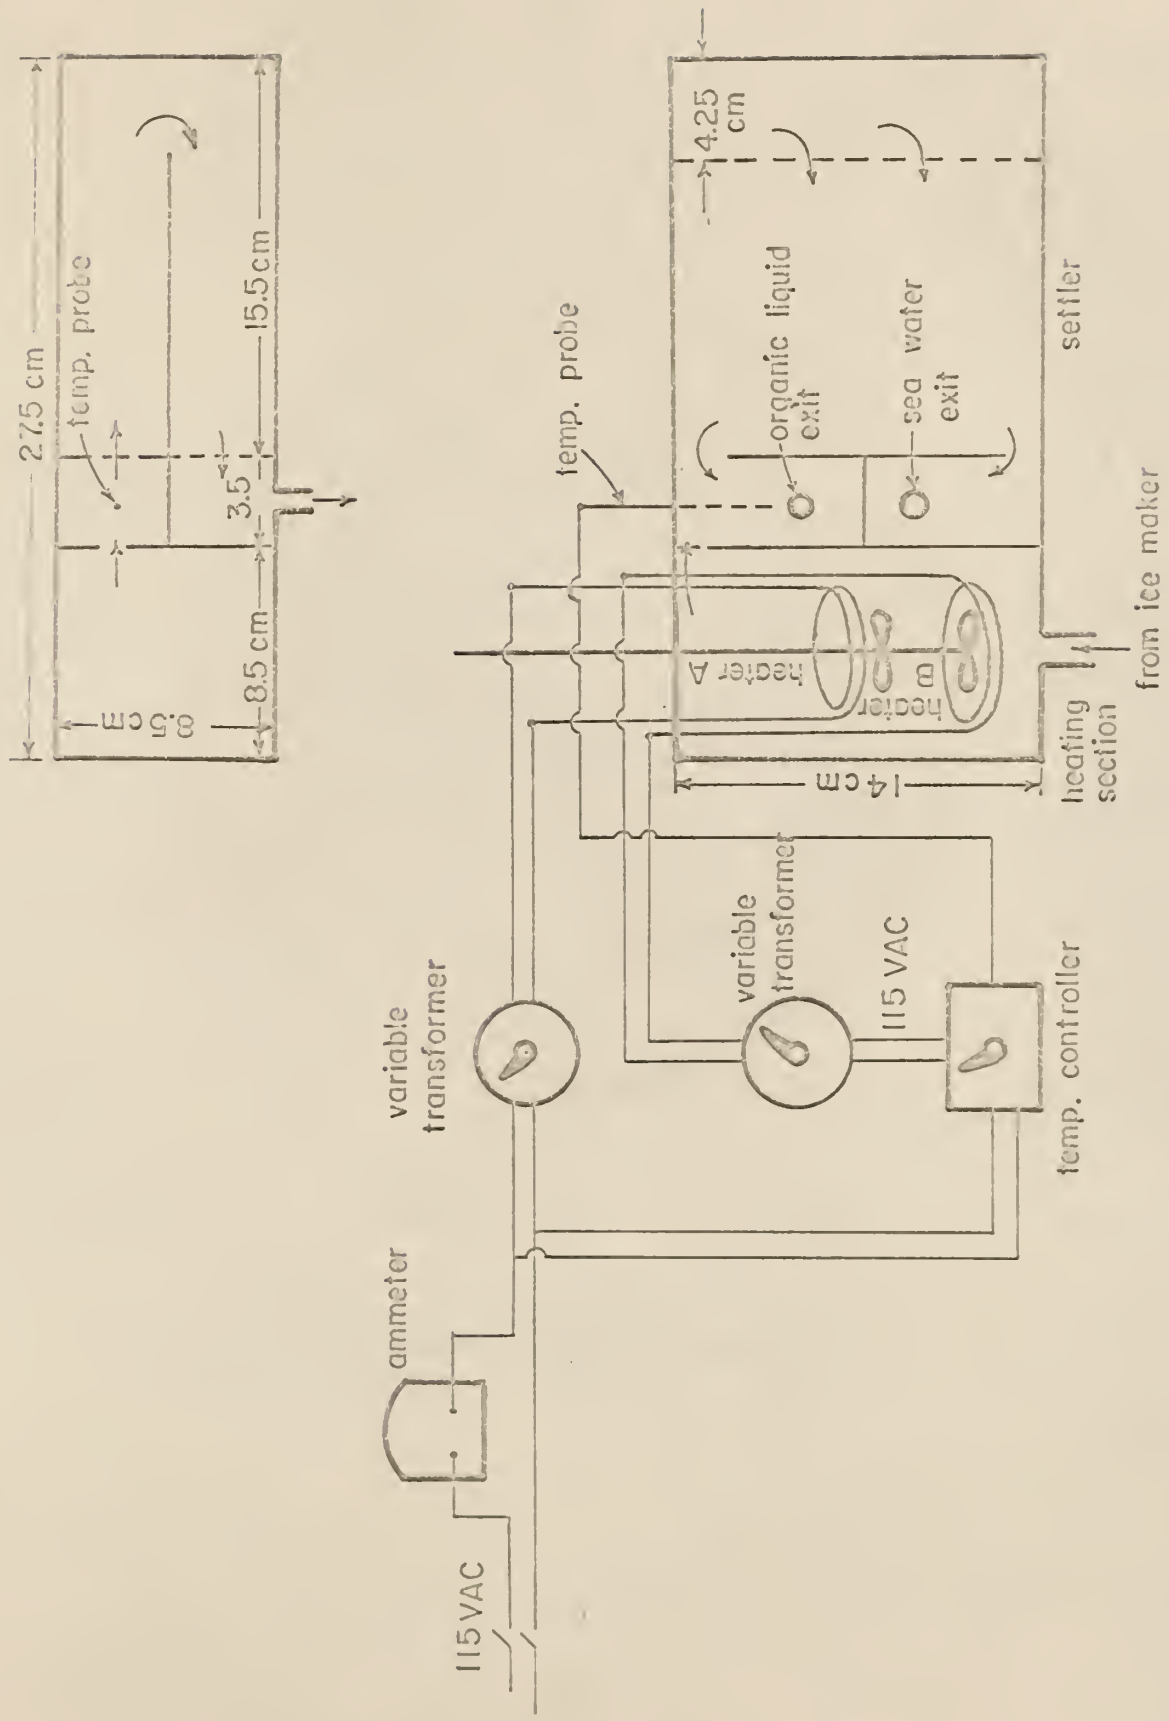 27.5 cm
temp. probe
8.5 cm
8.5 cm
3.5
15.5 cm
115 VAC
ammeter
variable
transformer
temp. probe
4.25
cm
heater A
heater
B
organic liquid
exit
sea water
exit
14 cm
variable
transformer
115 VAC
temp. controller
heating
section
settler
from ice maker